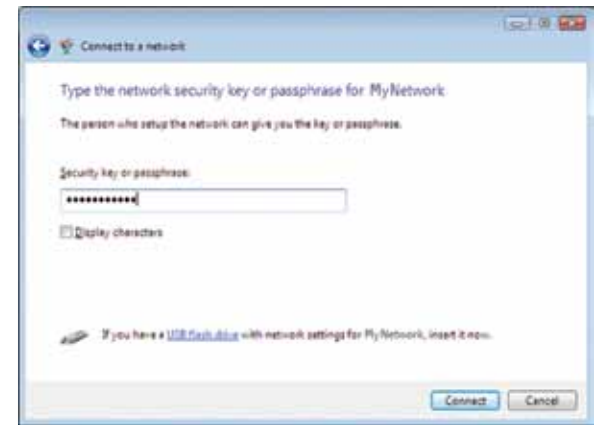 Connect to a network
Type the network security key or passphrase for MyNetwork
The person who setup the network can give you the key or passphrase.
Security key or passphrase:
•••••••••••
Display characters
If you have a USB flash drive with network settings for MyNetwork, insert it now.
Connect Cancel